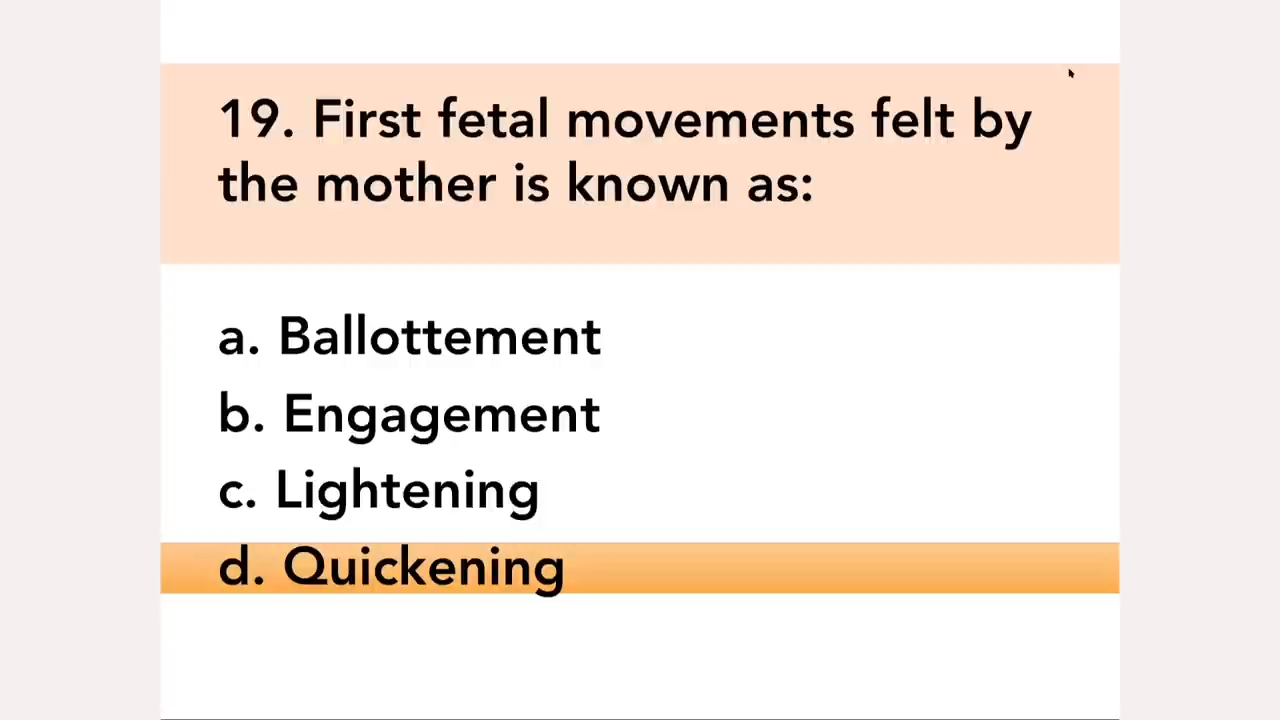 19. First fetal movements felt by
the mother is known as:
a. Ballottement
b. Engagement
c. Lightening
d. Quickening